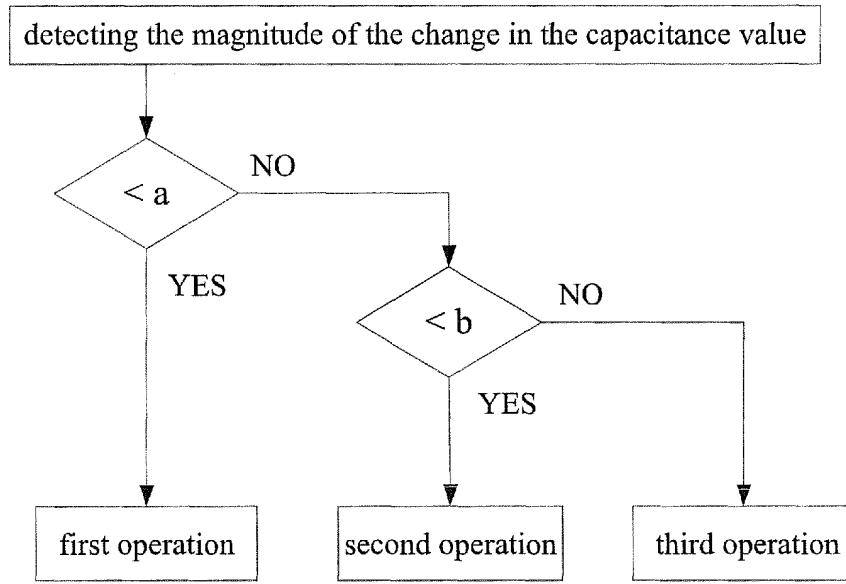 detecting the magnitude of the change in the capacitance value
< a
NO
YES
< b
NO
YES
first operation
second operation
third operation